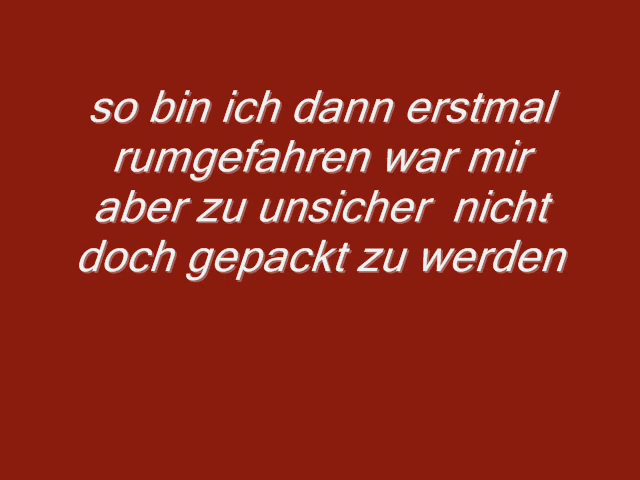 so bin ich dann erstmal
rumgefahren war mir
aber zu unsicher  nicht
doch gepackt zu werden